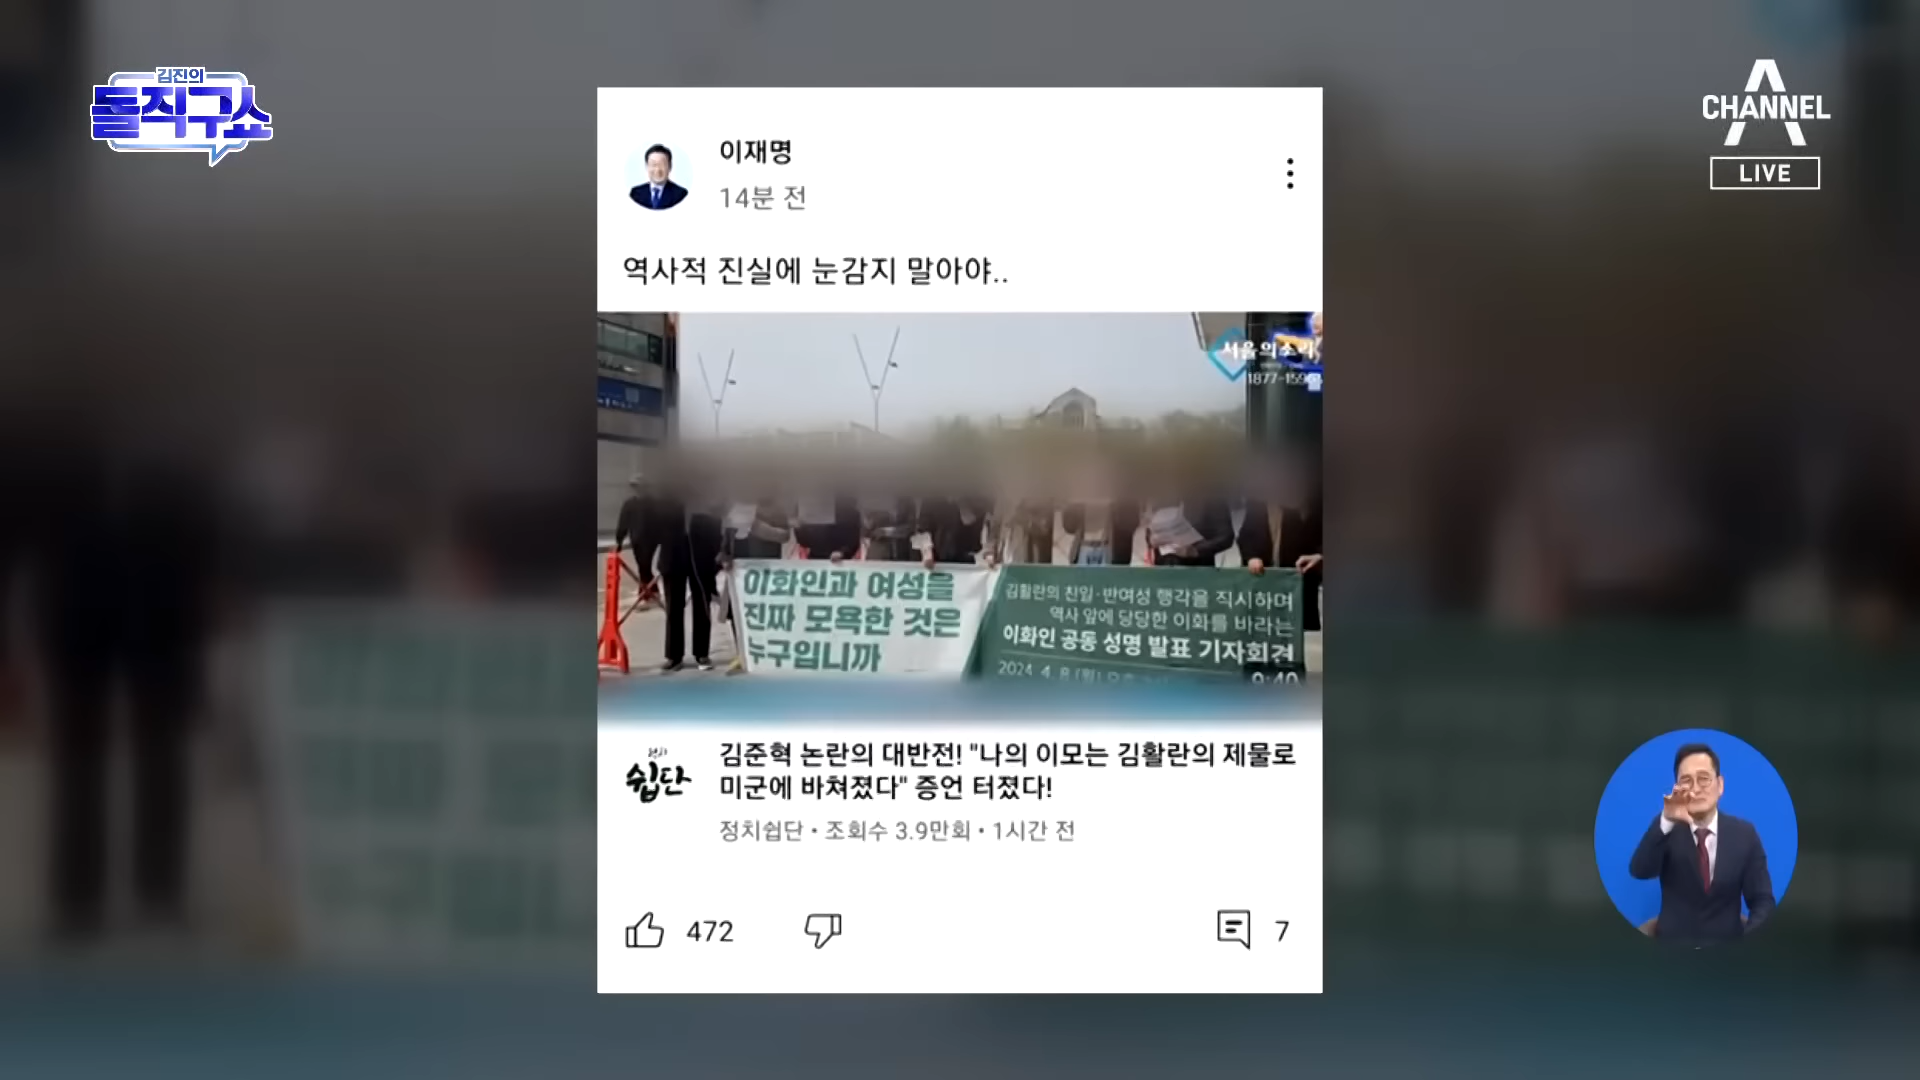 김진의
돌직구쇼
CHANNEL A
LIVE
이재명
14분 전
역사적 진실에 눈감지 말아야..
서울의소리
이화인과 여성을
진짜 모욕한 것은
누구입니까
김활란의 친일·반여성 행각을 직시하며
역사 앞에 당당한 이화를 바라는
이화인 공동 성명 발표 기자회견
2024. 4. 8.(월)
9:40
김준혁 논란의 대반전! "나의 이모는 김활란의 제물로
미군에 바쳐졌다" 증언 터졌다!
정치쉽단 • 조회수 3.9만회 • 1시간 전
쉽단
472
7